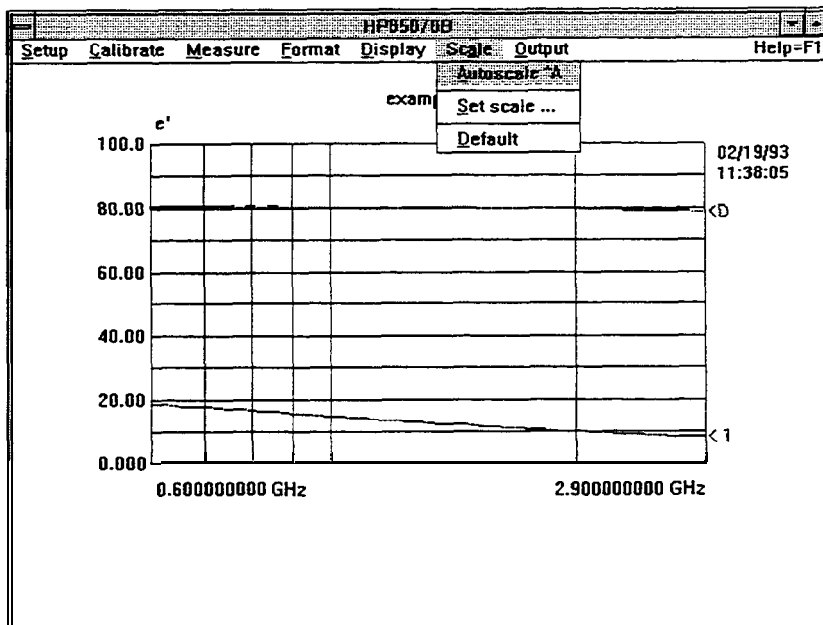 HP85070B
Setup Calibrate Measure Format Display Scale Output Help=F1
Autoscale ^A
Set scale ...
Default
exam
e'
02/19/93
11:38:05
100.0
80.00
60.00
40.00
20.00
0.000
<D
<1
0.600000000 GHz
2.900000000 GHz